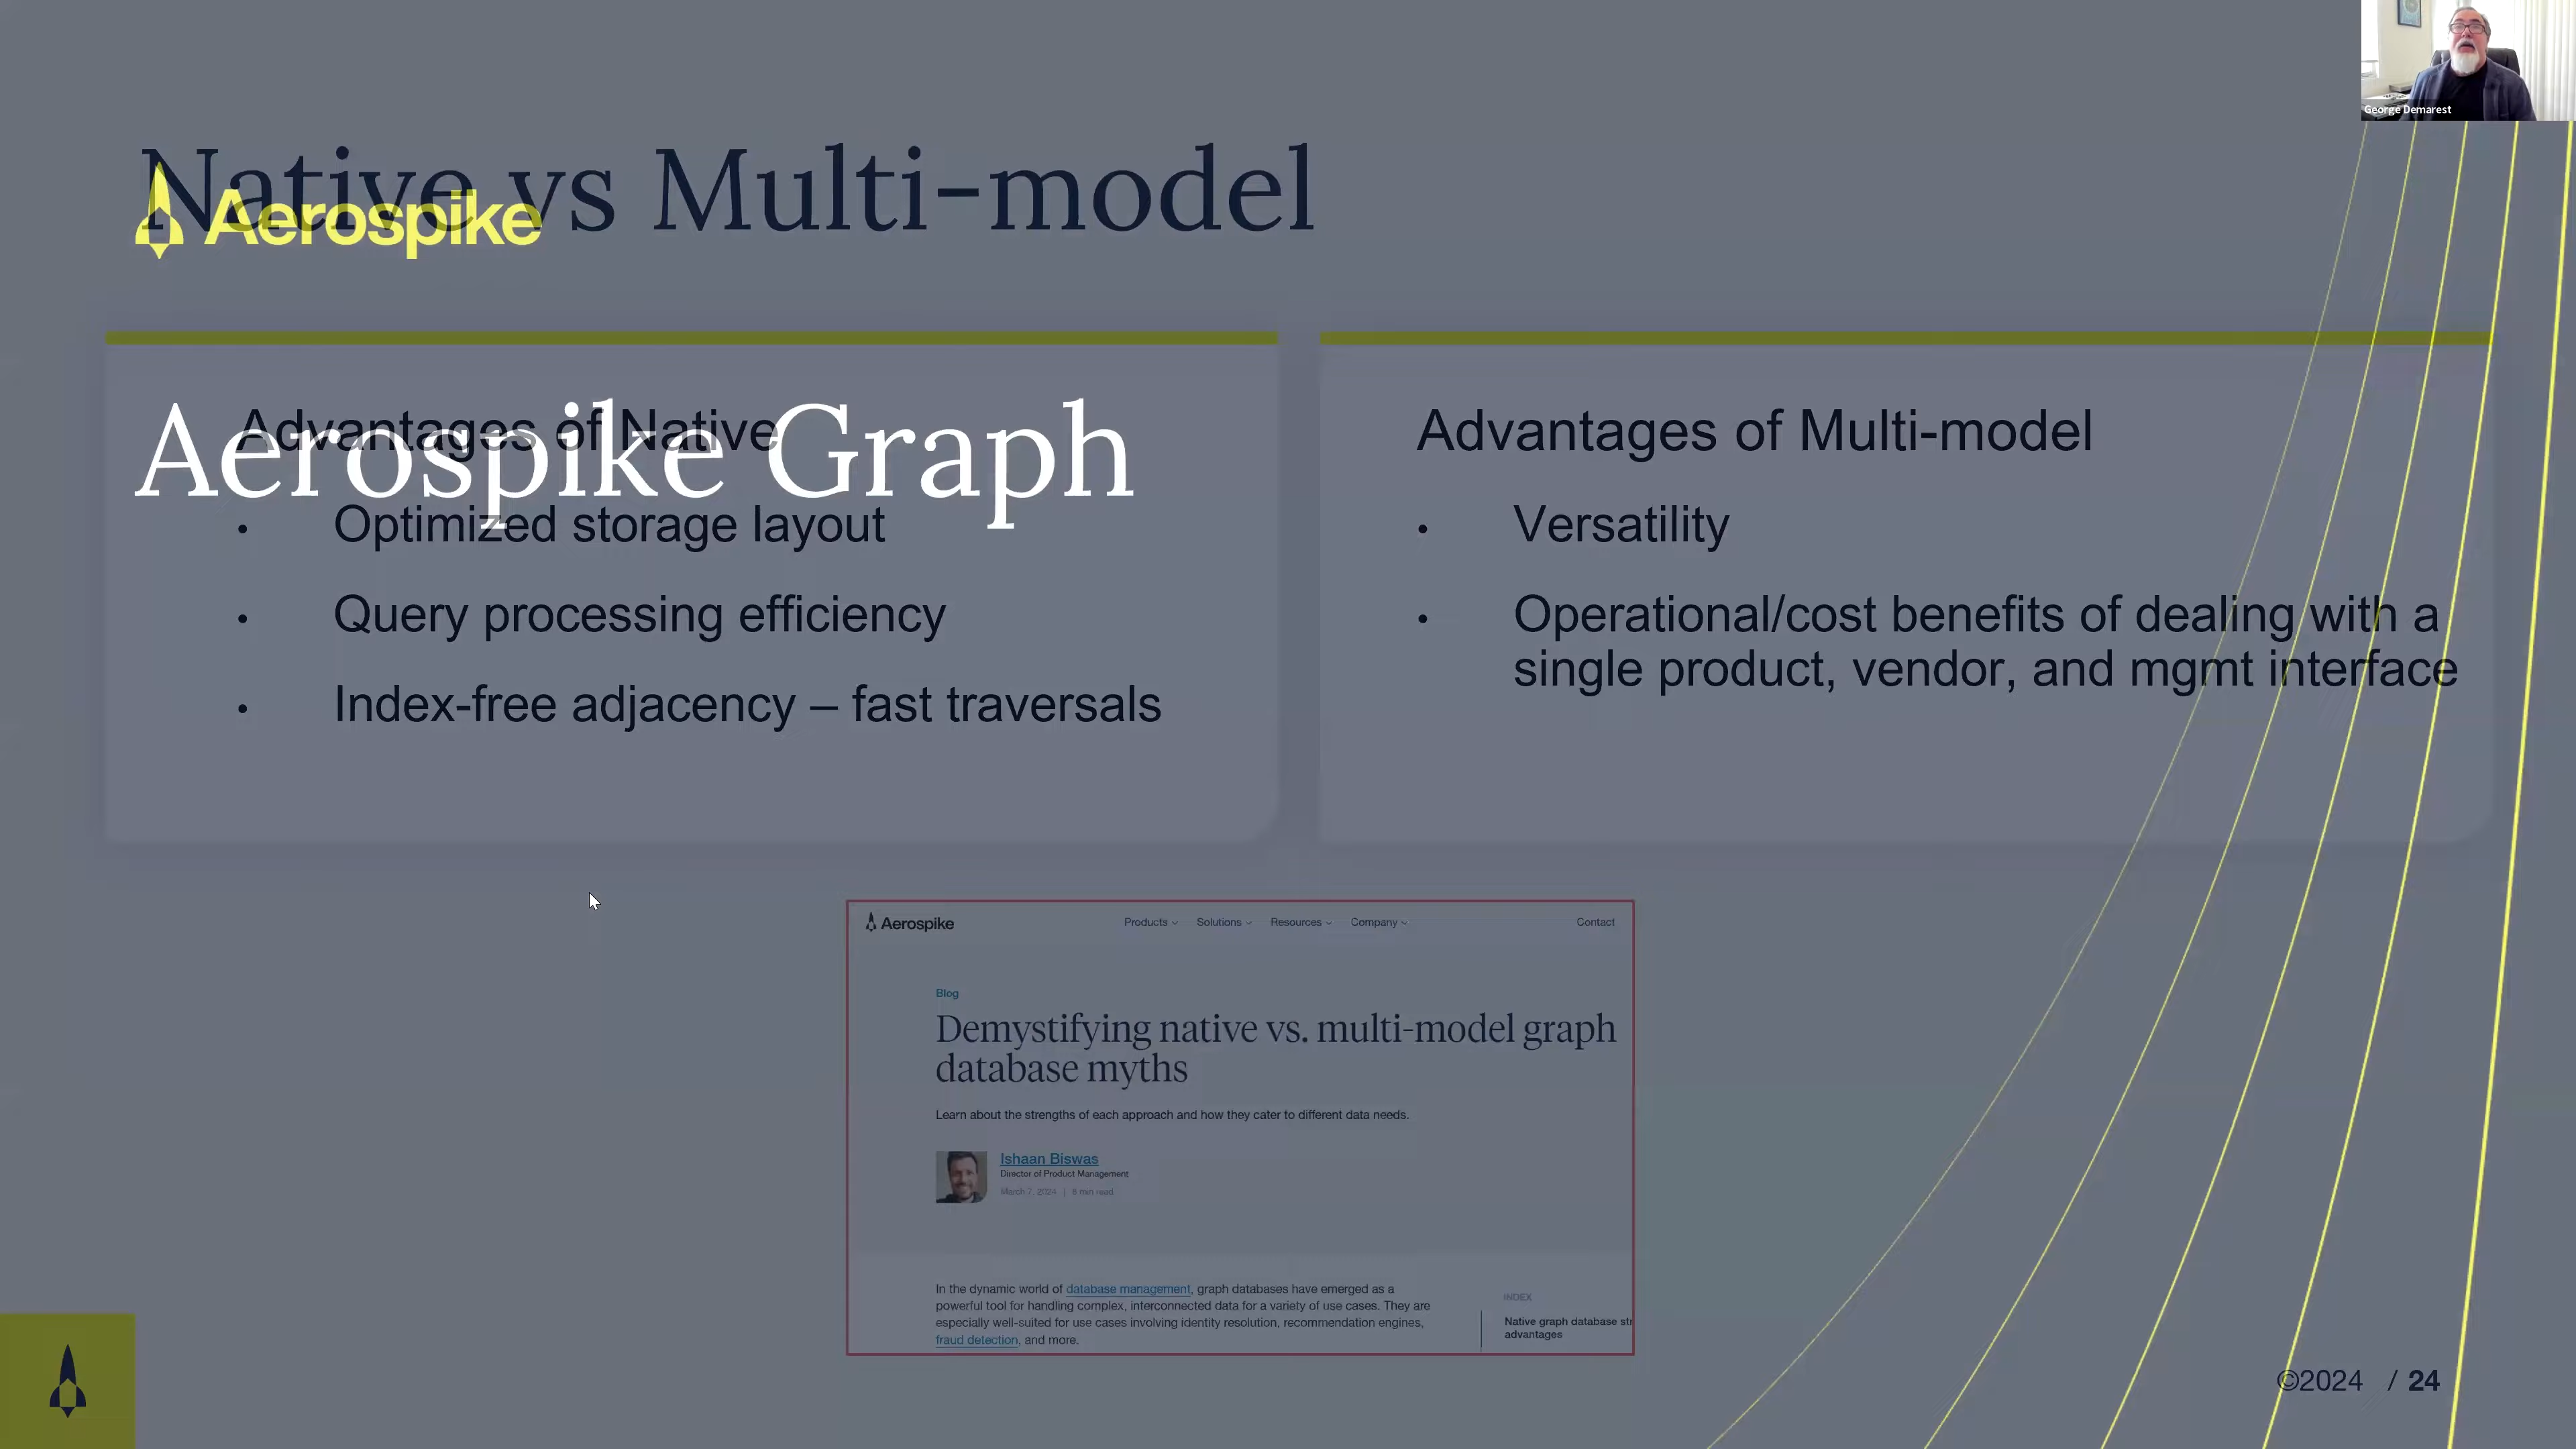 George Demarest
Native vs Multi-model
Aerospike
Aerospike Graph
Advantages of Native
• Optimized storage layout
• Query processing efficiency
• Index-free adjacency – fast traversals
Advantages of Multi-model
• Versatility
• Operational/cost benefits of dealing with a
single product, vendor, and mgmt interface
Aerospike
Products Solutions Resources Company Contact
Blog
Demystifying native vs. multi-model graph
database myths
Learn about the strengths of each approach and how they cater to different data needs.
Ishaan Biswas
Director of Product Management
March 7, 2024 | 8 min read
In the dynamic world of database management, graph databases have emerged as a
powerful tool for handling complex, interconnected data for a variety of use cases. They are
especially well-suited for use cases involving identity resolution, recommendation engines,
fraud detection, and more.
INDEX
Native graph database str
advantages
©2024 / 24